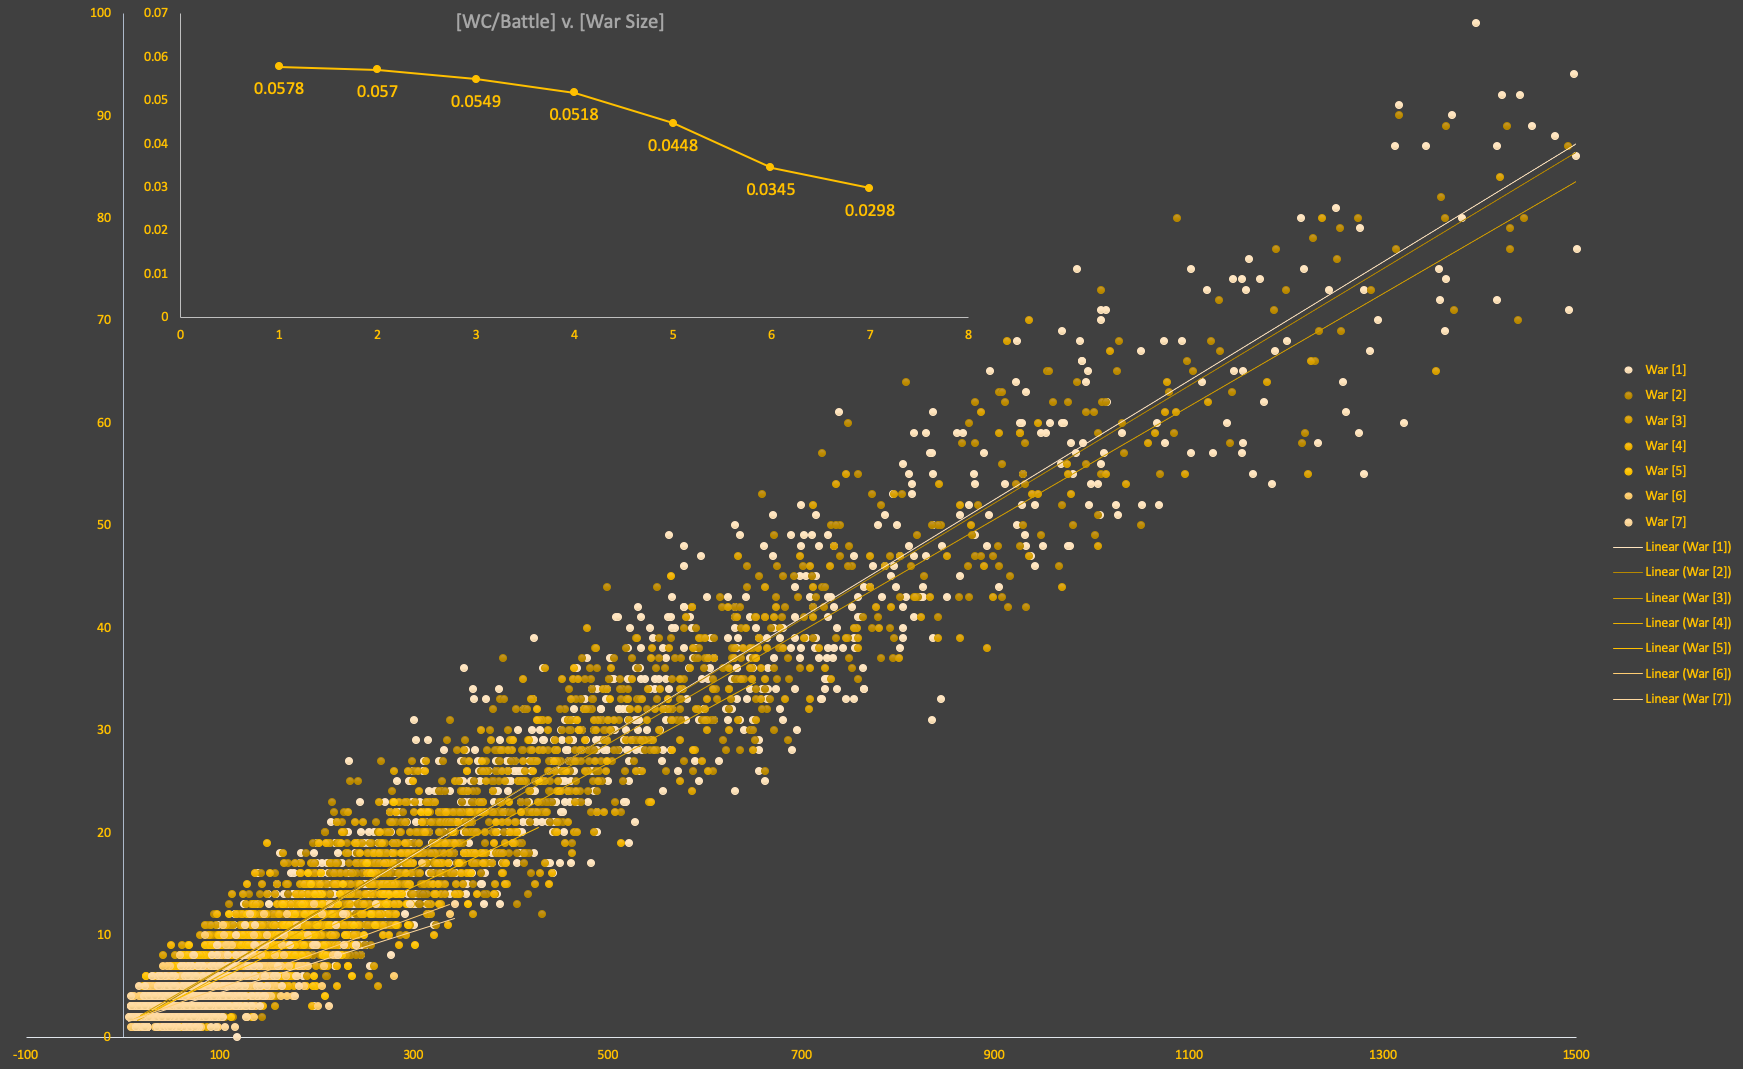 [WC/Battle] v. [War Size]
100
90
80
70
60
50
40
30
20
10
0
0.07
0.06
0.05
0.04
0.03
0.02
0.01
0
0.0578
0.057
0.0549
0.0518
0.0448
0.0345
0.0298
0 1 2 3 4 5 6 7 8
War [1]
War [2]
War [3]
War [4]
War [5]
War [6]
War [7]
Linear (War [1])
Linear (War [2])
Linear (War [3])
Linear (War [4])
Linear (War [5])
Linear (War [6])
Linear (War [7])
-100 100 300 500 700 900 1100 1300 1500